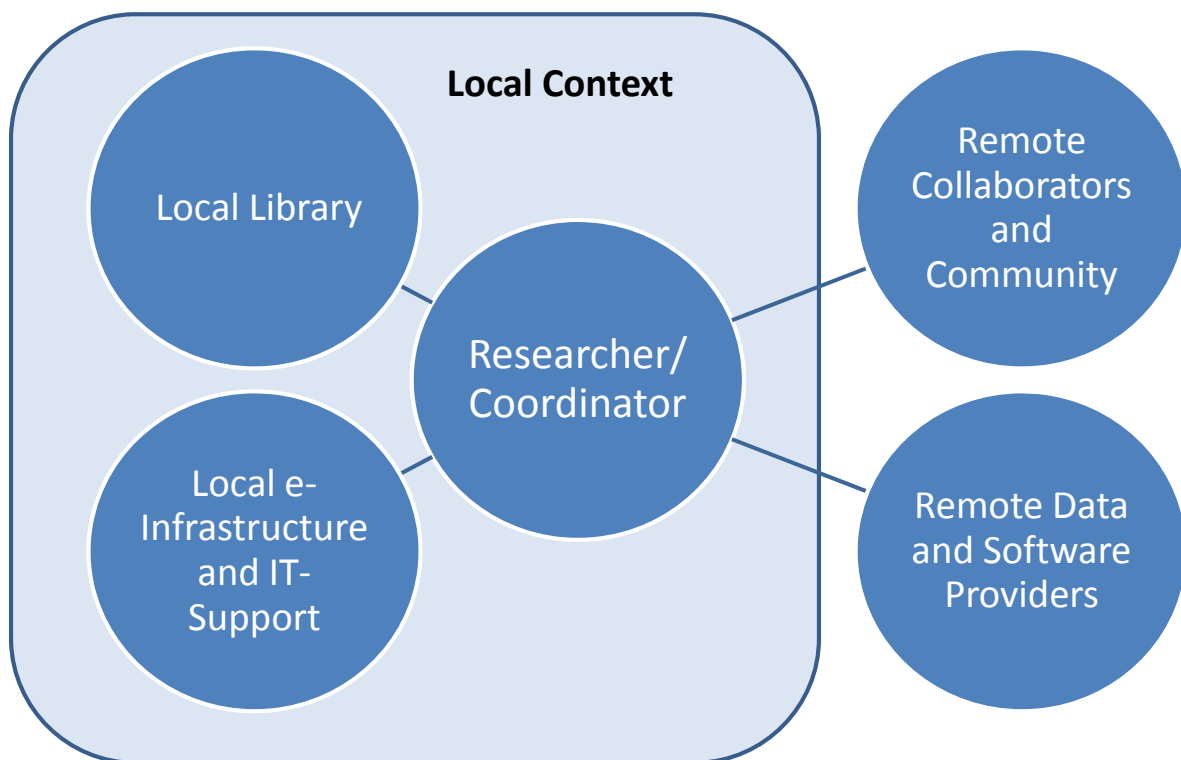 Local Context
Local Library
Local e-
Infrastructure
and IT-
Support
Researcher/
Coordinator
Remote
Collaborators
and
Community
Remote Data
and Software
Providers